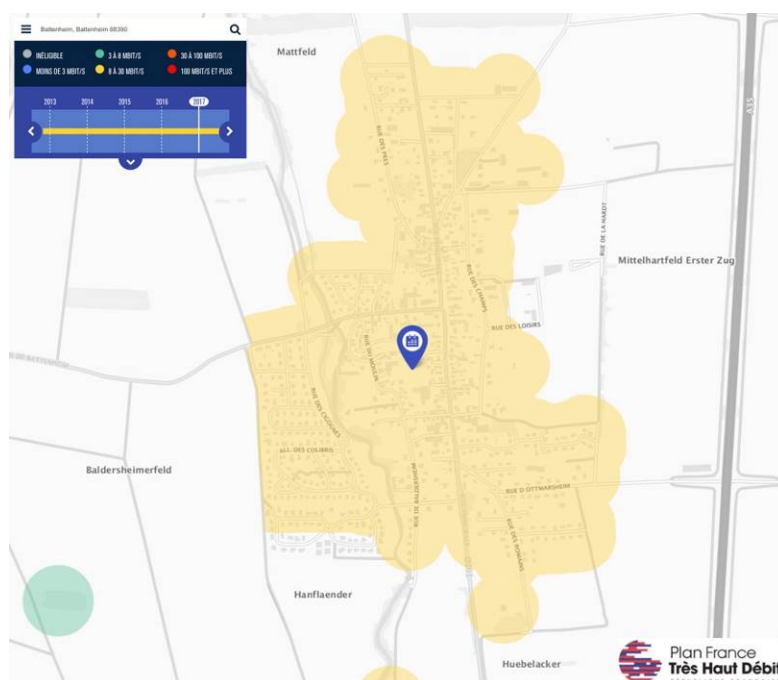 Battenheim, Battenheim 68390
INÉLIGIBLE
3 À 8 MBIT/S
30 À 100 MBIT/S
MOINS DE 3 MBIT/S
8 À 30 MBIT/S
100 MBIT/S ET PLUS
2013
2014
2015
2016
2017
Mattfeld
A35
RUE DES PRÉS
RUE DE LA HARDT
Mittelhartfeld Erster Zug
RUE DES CHAMPS
RUE DES LOISIRS
RUE DU MOULIN
RUE DES CIGOGNES
Baldersheimerfeld
ALL. DES COLIBRIS
RUE DE BALDERSHEIM
RUE D OTTMARSHEIM
RUE DES ROMAINS
Hanflaender
Huebelacker
Plan France
Très Haut Débit